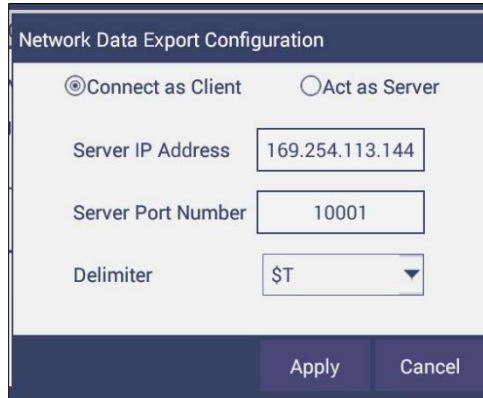 Network Data Export Configuration
Connect as Client Act as Server
Server IP Address 169.254.113.144
Server Port Number 10001
Delimiter $T
Apply Cancel